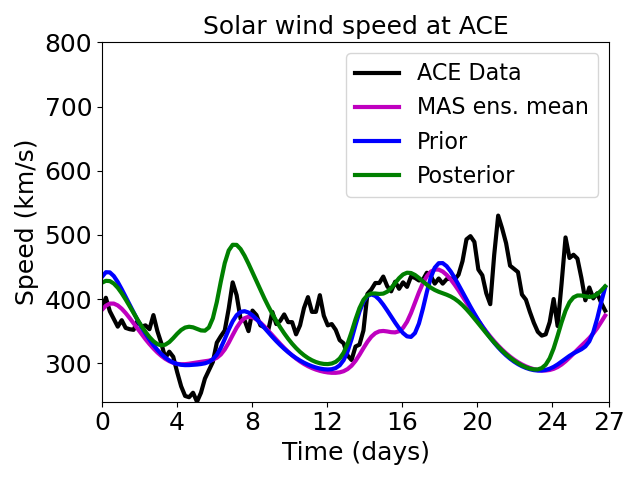 Solar wind speed at ACE
800
700
600
500
400
300
Speed (km/s)
ACE Data
MAS ens. mean
Prior
Posterior
0 4 8 12 16 20 24 27
Time (days)